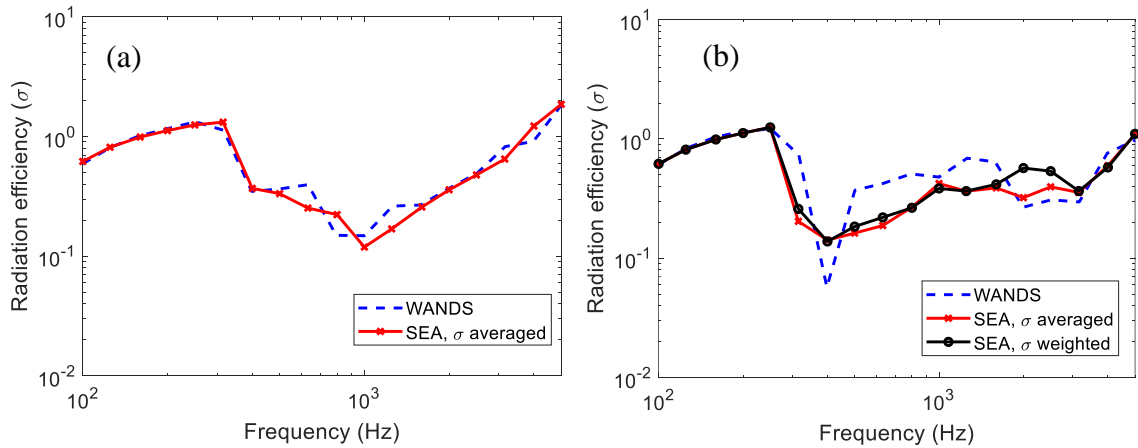 (a)
Radiation efficiency (σ)
10^1
10^0
10^-1
10^-2
10^2
10^3
Frequency (Hz)
WANDS
SEA, σ averaged
(b)
Radiation efficiency (σ)
10^1
10^0
10^-1
10^-2
10^2
10^3
Frequency (Hz)
WANDS
SEA, σ averaged
SEA, σ weighted